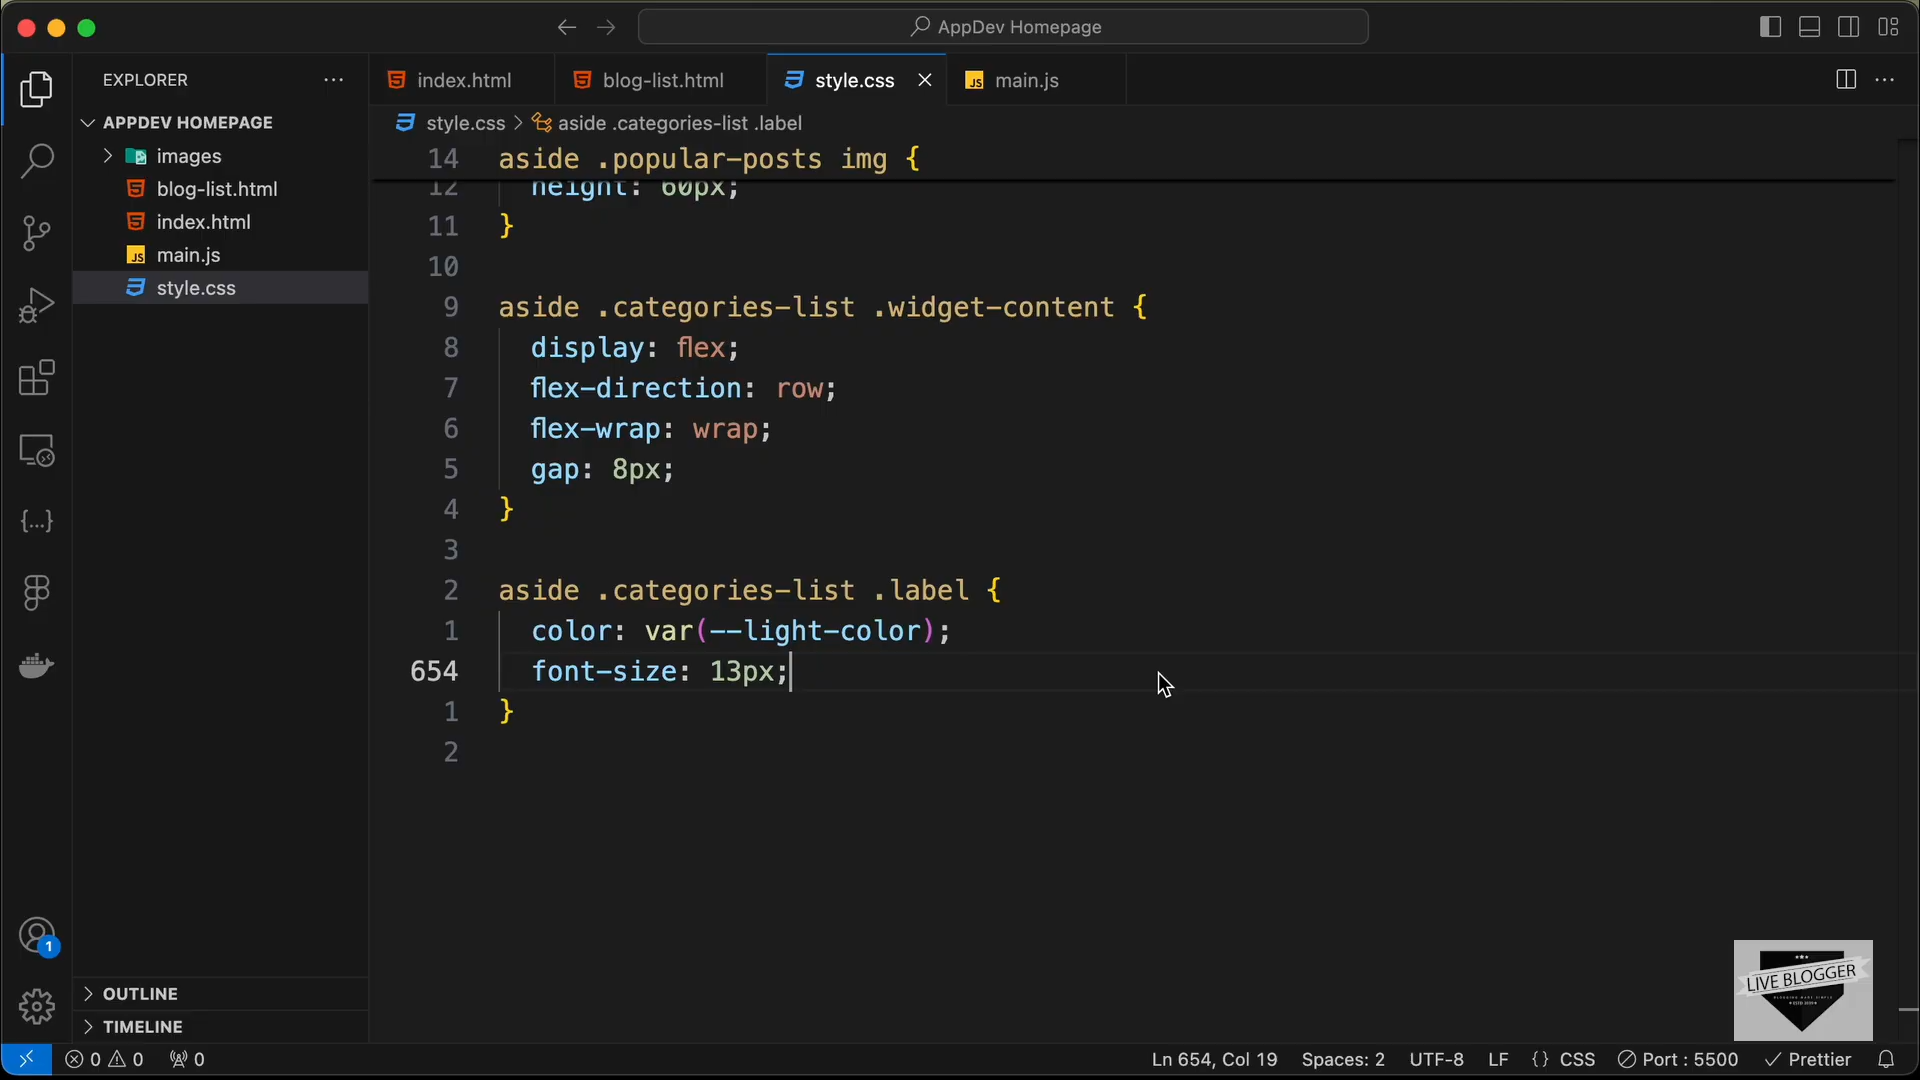 AppDev Homepage
EXPLORER
index.html
blog-list.html
style.css
main.js
APPDEV HOMEPAGE
style.css > aside .categories-list .label
images
blog-list.html
index.html
main.js
style.css
14 aside .popular-posts img {
12 height: 60px;
11 }
10
9 aside .categories-list .widget-content {
8 display: flex;
7 flex-direction: row;
6 flex-wrap: wrap;
5 gap: 8px;
4 }
3
2 aside .categories-list .label {
1 color: var(--light-color);
654 font-size: 13px;
1 }
2
1
OUTLINE
TIMELINE
LIVE BLOGGER
0 0 0 Ln 654, Col 19 Spaces: 2 UTF-8 LF {} CSS Port : 5500 Prettier